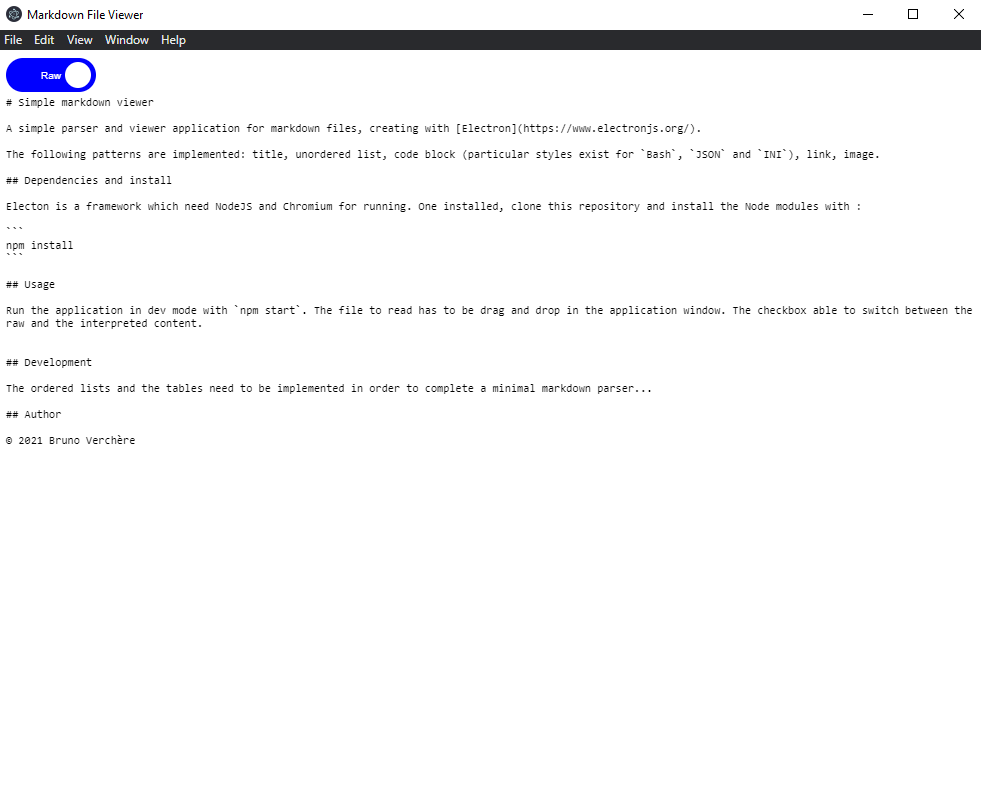 Markdown File Viewer
File Edit View Window Help
Raw
# Simple markdown viewer
A simple parser and viewer application for markdown files, creating with [Electron](https://www.electronjs.org/).
The following patterns are implemented: title, unordered list, code block (particular styles exist for `Bash`, `JSON` and `INI`), link, image.
## Dependencies and install
Electon is a framework which need NodeJS and Chromium for running. One installed, clone this repository and install the Node modules with :
```
npm install
```
## Usage
Run the application in dev mode with `npm start`. The file to read has to be drag and drop in the application window. The checkbox able to switch between the
raw and the interpreted content.
## Development
The ordered lists and the tables need to be implemented in order to complete a minimal markdown parser...
## Author
© 2021 Bruno Verchère